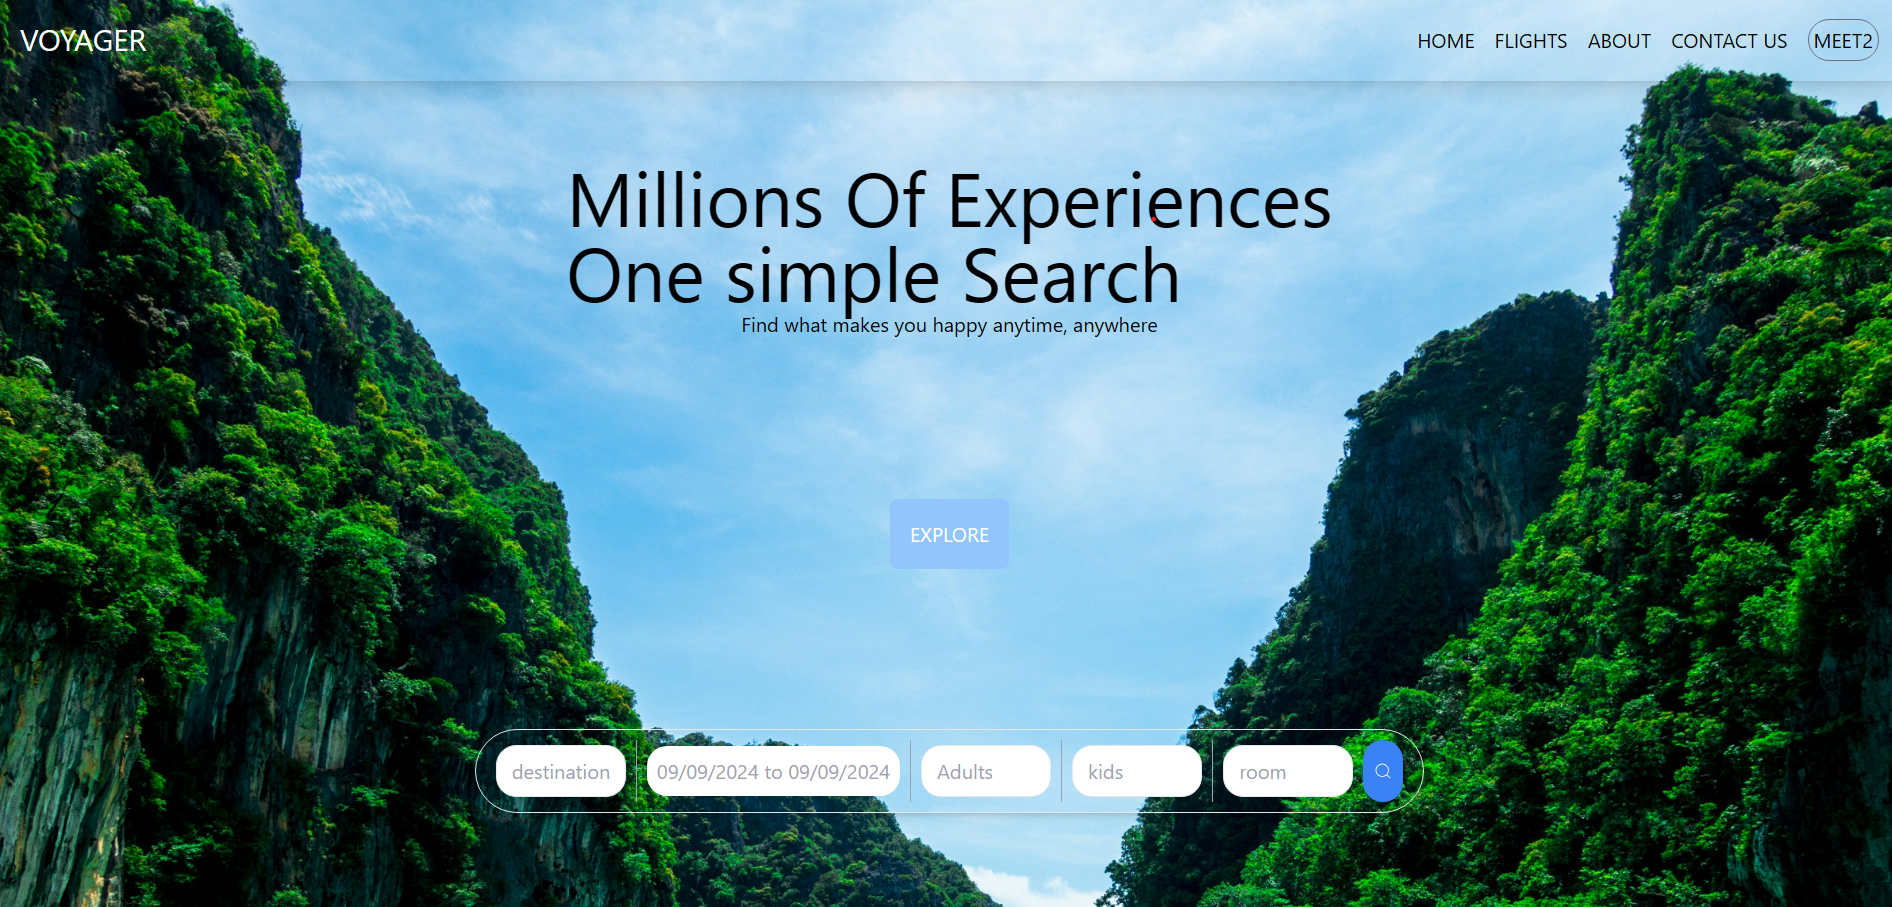 VOYAGER
HOME FLIGHTS ABOUT CONTACT US MEET2
Millions Of Experiences
One simple Search
Find what makes you happy anytime, anywhere
EXPLORE
destination 09/09/2024 to 09/09/2024 Adults kids room